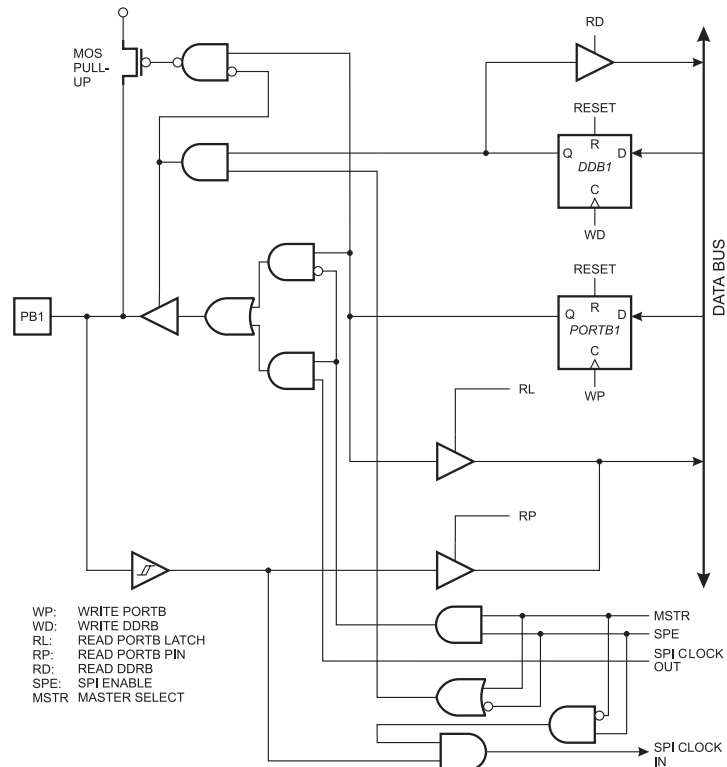 RD
MOS
PULL-
UP
RESET
R
Q
D
DDB1
C
WD
DATA BUS
RESET
R
Q
D
PORTB1
C
WP
PB1
RL
RP
WP: WRITE PORTB
WD: WRITE DDRB
RL: READ PORTB LATCH
RP: READ PORTB PIN
RD: READ DDRB
SPE: SPI ENABLE
MSTR MASTER SELECT
MSTR
SPE
SPI CLOCK
OUT
SPI CLOCK
IN